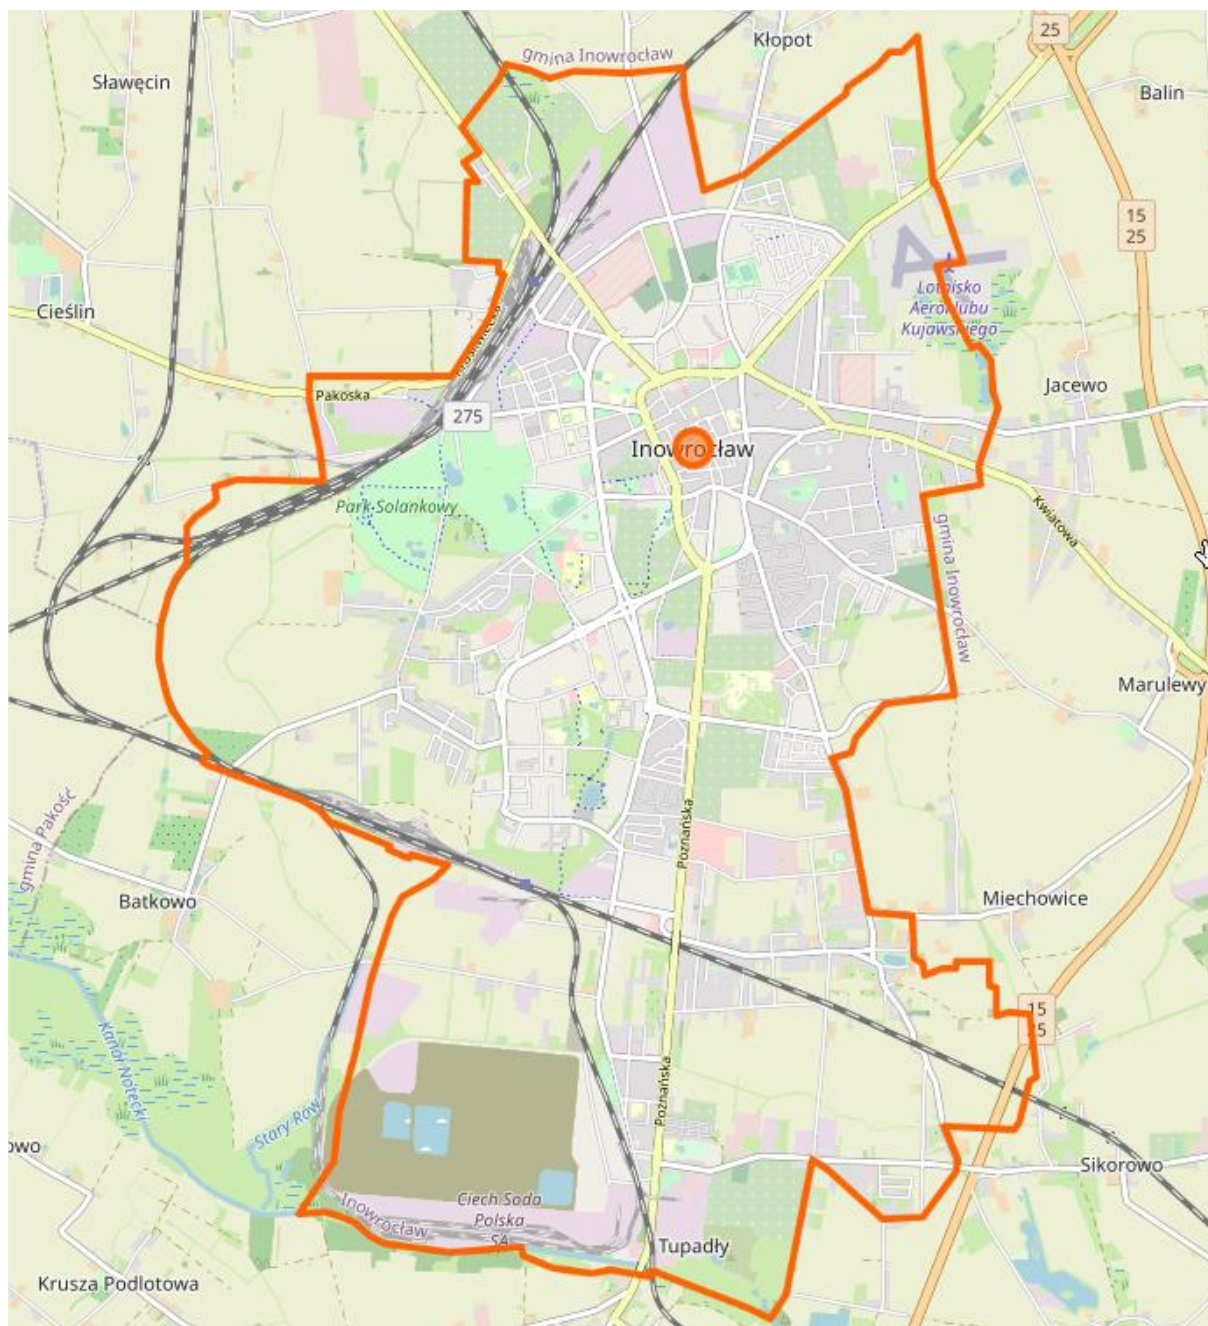 Kłopot
25
gmina Inowrocław
Sławęcin
Balin
15
25
Cieślin
Lotnisko
Aeroklubu
Kujawskiego
Pakoska
275
Jacewo
Inowrocław
Park Solankowy
Kwiatowa
gmina Inowrocław
Marulewy
gmina Pakość
Poznańska
Batkowo
Miechowice
15
25
Kanał Notecki
Stary Rów
Poznańska
owo
Sikorowo
Inowrocław
Ciech Soda
Polska
SA
Tupadły
Krusza Podlotowa